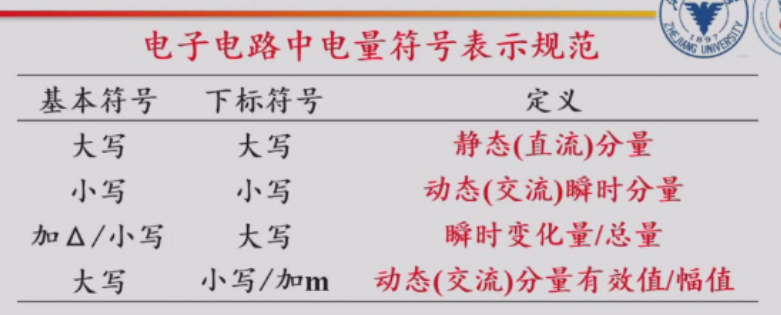 电子电路中电量符号表示规范
ZHEJIANG UNIVERSITY
1897
基本符号 下标符号 定义
大写 大写 静态(直流)分量
小写 小写 动态(交流)瞬时分量
加Δ/小写 大写 瞬时变化量/总量
大写 小写/加m 动态(交流)分量有效值/幅值